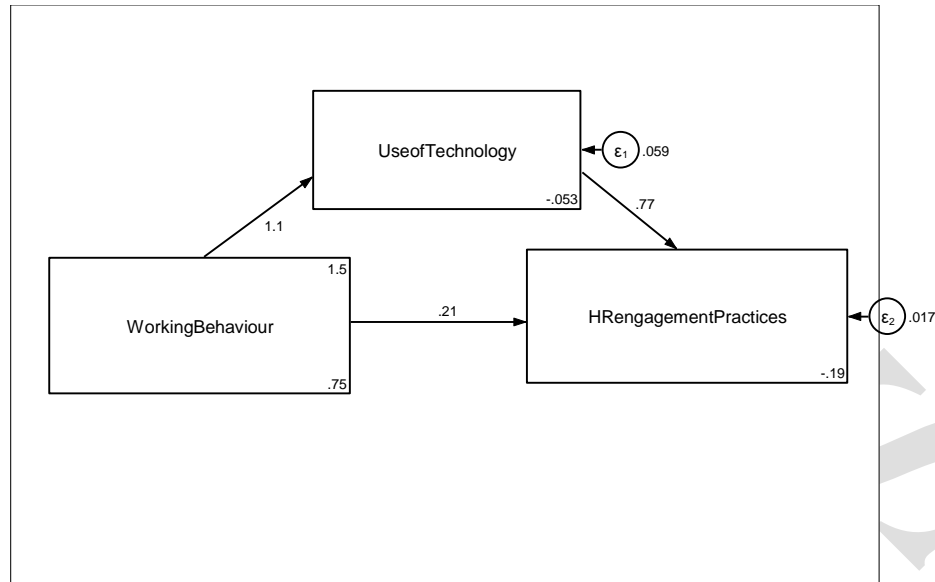 UseofTechnology
-.053
ε1
.059
1.1
.77
WorkingBehaviour
1.5
.75
.21
HRengagementPractices
-.19
ε2
.017